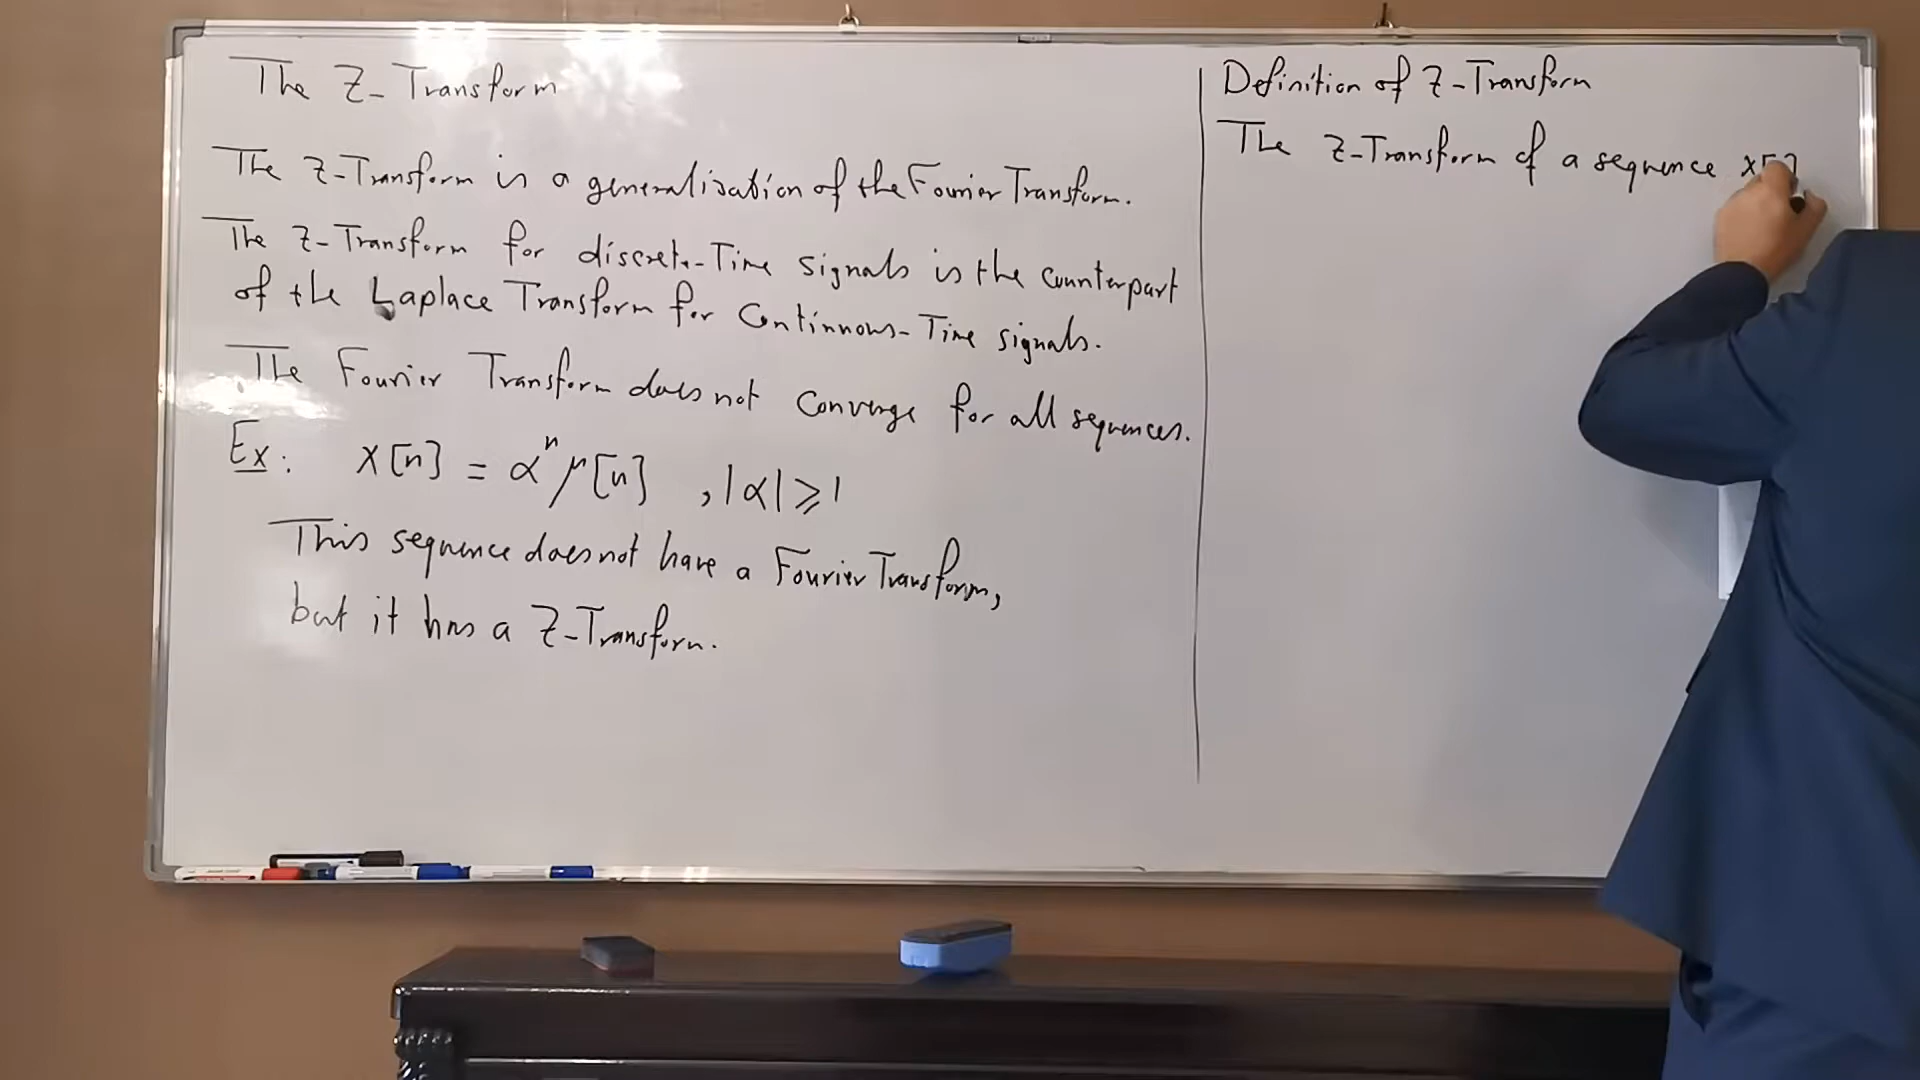 The Z-Transform
The Z-Transform is a generalization of the Fourier Transform.
The Z-Transform for discrete-Time signals is the counterpart
of the Laplace Transform for Continuous-Time signals.
The Fourier Transform does not converge for all sequences.
Ex: x[n] = α^n μ[n] , |α| ≥ 1
This sequence does not have a Fourier Transform,
but it has a Z-Transform.
Definition of Z-Transform
The Z-Transform of a sequence x[